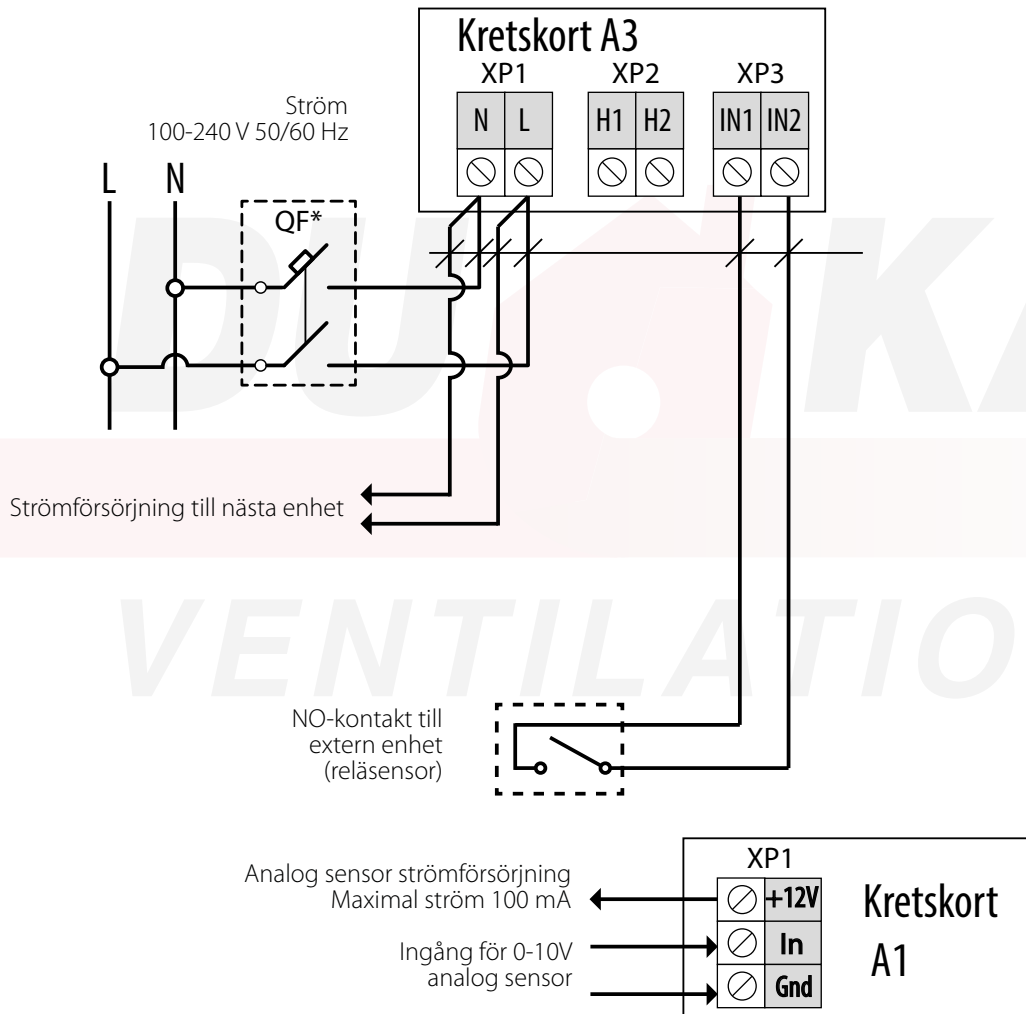 Kretskort A3
XP1 XP2 XP3
N L H1 H2 IN1 IN2
Ström
100-240 V 50/60 Hz
L N
QF*
Strömförsörjning till nästa enhet
NO-kontakt till
extern enhet
(reläsensor)
Analog sensor strömförsörjning
Maximal ström 100 mA
Ingång för 0-10V
analog sensor
XP1
+12V
In
Gnd
Kretskort
A1
DUKA
VENTILATIO